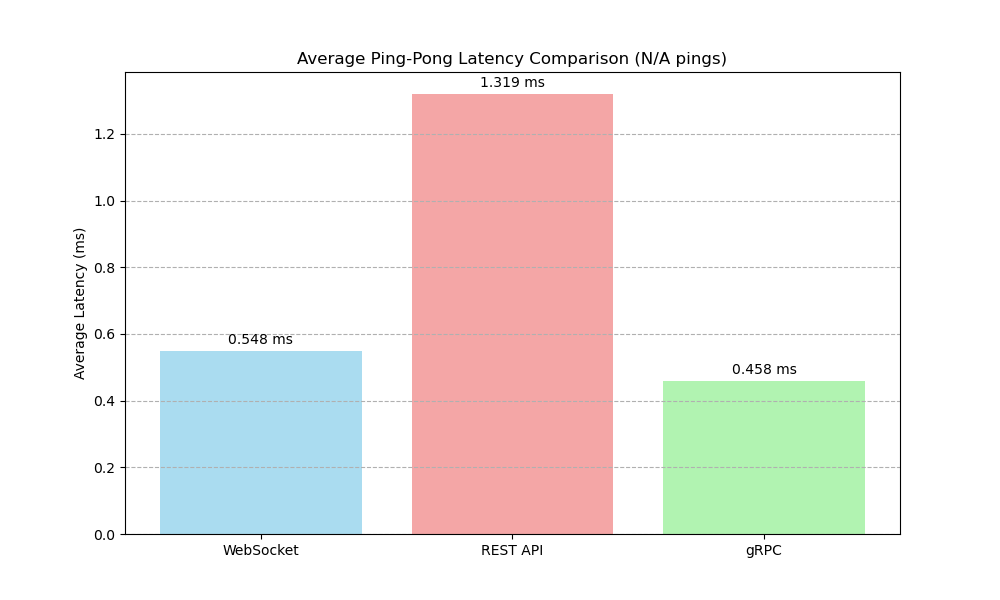 Average Ping-Pong Latency Comparison (N/A pings)
1.319 ms
1.2
1.0
0.8
0.6
0.548 ms
0.458 ms
0.4
0.2
0.0
Average Latency (ms)
WebSocket
REST API
gRPC